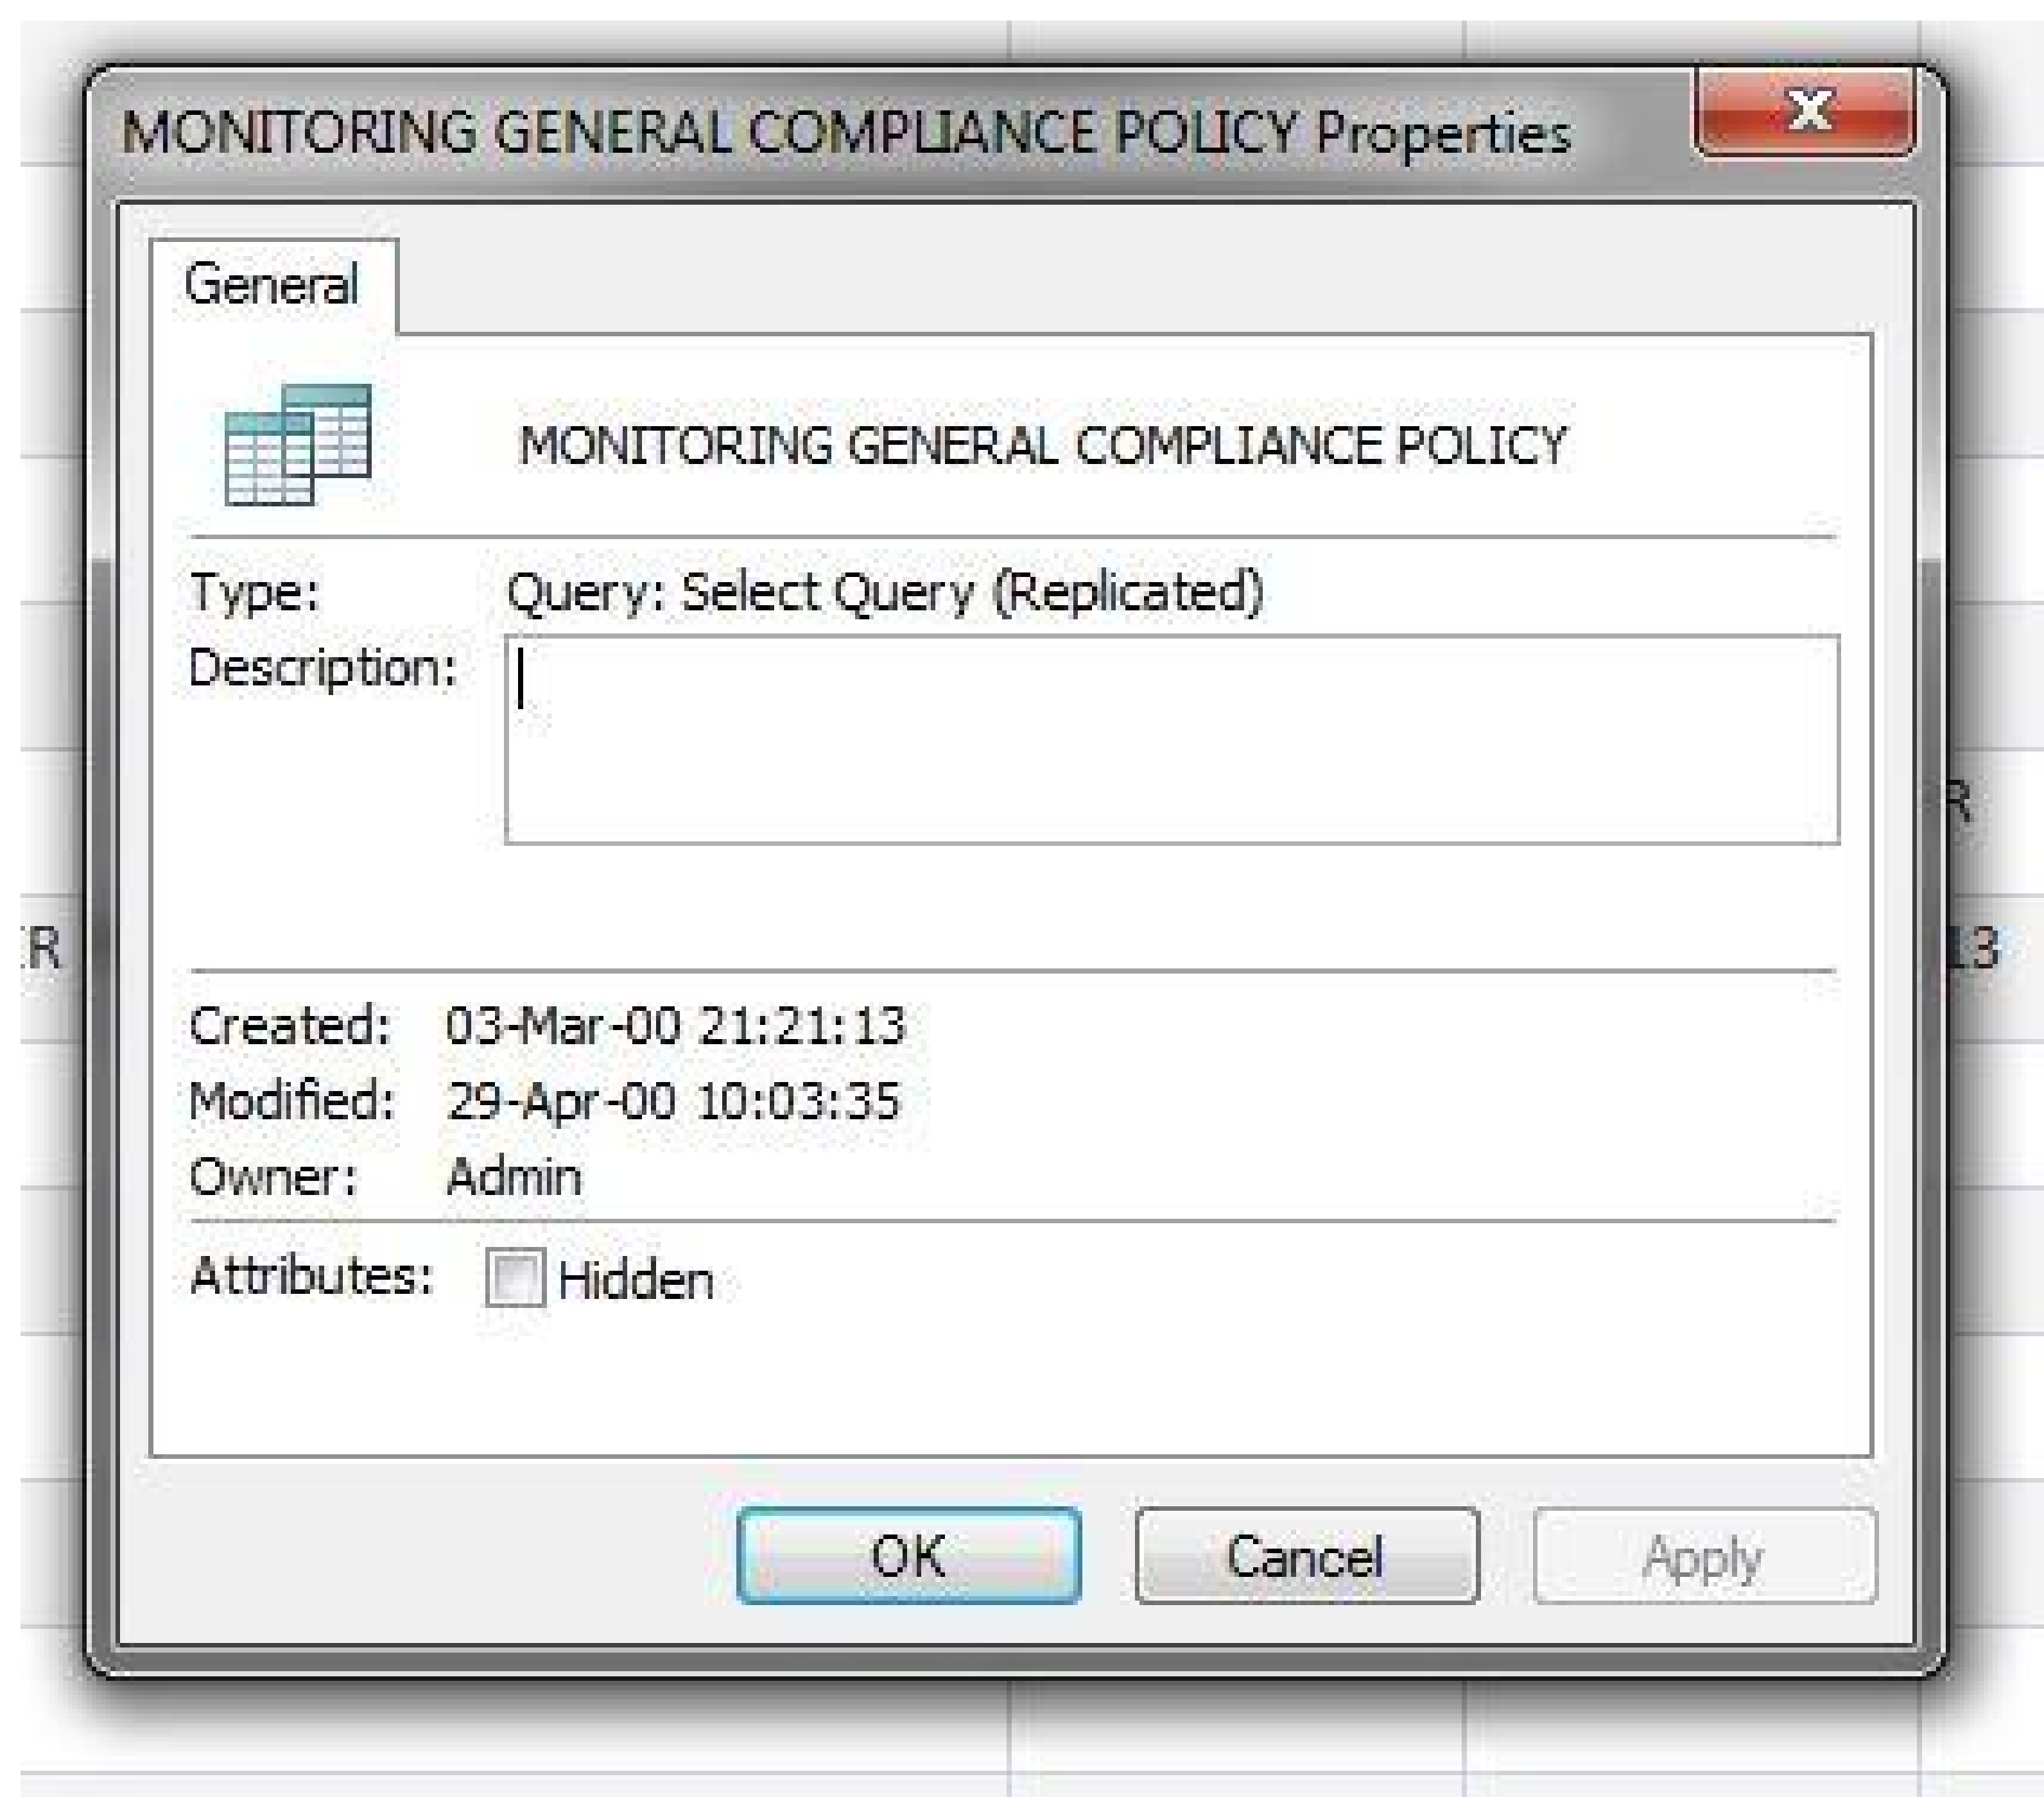 MONITORING GENERAL COMPLIANCE POLICY Properties
General
MONITORING GENERAL COMPLIANCE POLICY
Type: Query: Select Query (Replicated)
Description:
R
R
13
Created: 03-Mar-00 21:21:13
Modified: 29-Apr-00 10:03:35
Owner: Admin
Attributes: Hidden
OK Cancel Apply